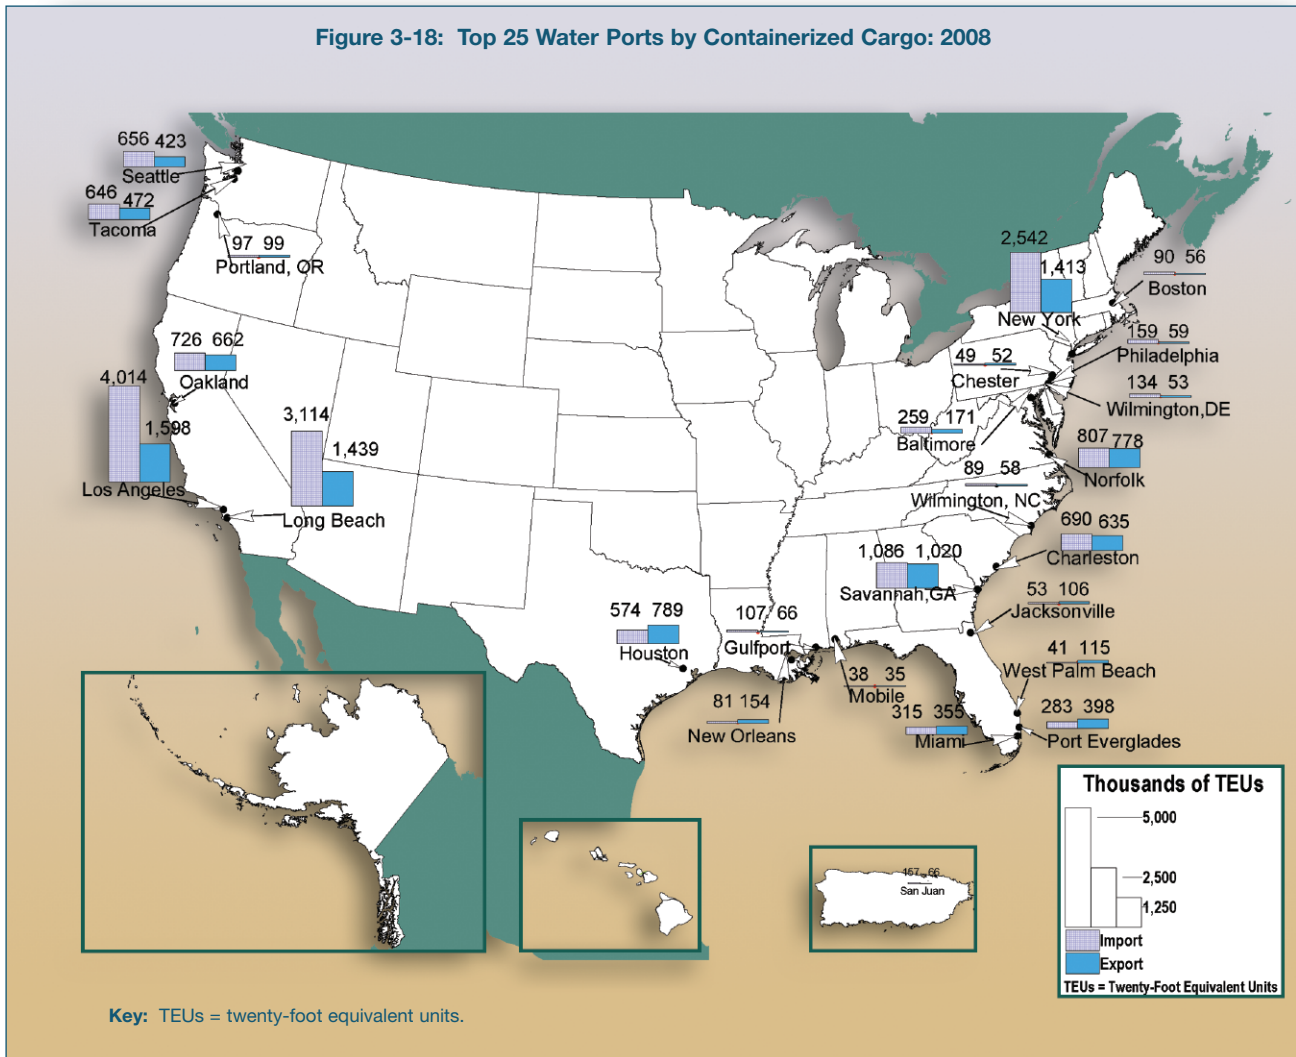 Figure 3-18: Top 25 Water Ports by Containerized Cargo: 2008
656 423
Seattle
646 472
Tacoma
97 99
Portland, OR
2,542
1,413
New York
90 56
Boston
159 59
Philadelphia
49 52
Chester
134 53
Wilmington,DE
726 662
Oakland
4,014
1,598
Los Angeles
3,114
1,439
Long Beach
259 171
Baltimore
807 778
Norfolk
89 58
Wilmington, NC
690 635
Charleston
1,086 1,020
Savannah,GA
53 106
Jacksonville
574 789
Houston
107 66
Gulfport
41 115
West Palm Beach
38 35
Mobile
81 154
New Orleans
315 355
Miami
283 398
Port Everglades
Thousands of TEUs
5,000
2,500
1,250
Import
Export
TEUs = Twenty-Foot Equivalent Units
167 66
San Juan
Key: TEUs = twenty-foot equivalent units.